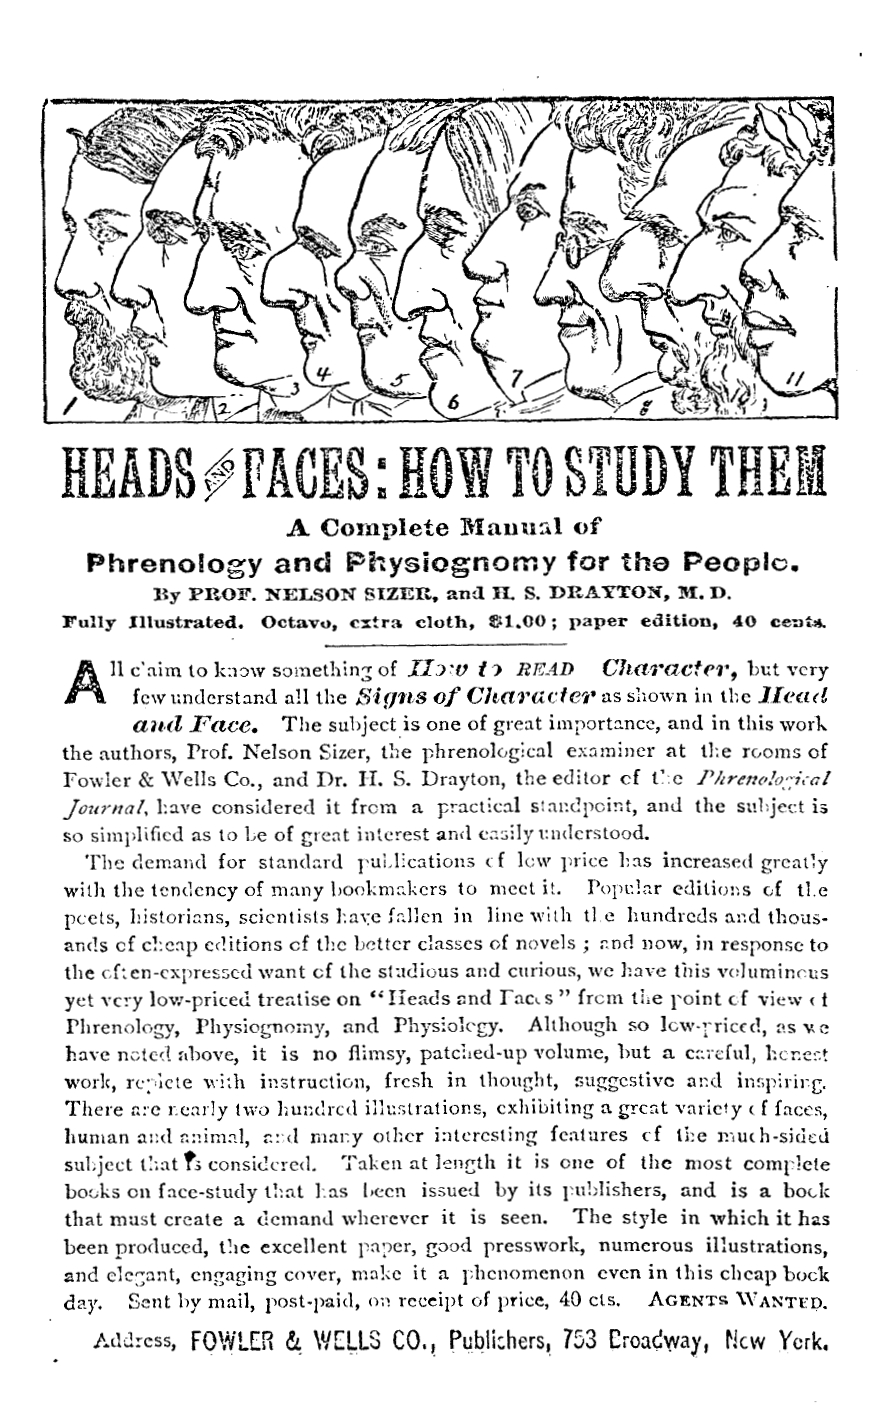 1 2 3 4 5 6 7 8 11
HEADS AND FACES: HOW TO STUDY THEM
A Complete Manual of
Phrenology and Physiognomy for the People.
By PROF. NELSON SIZER, and H. S. DRAYTON, M. D.
Fully Illustrated. Octavo, extra cloth, $1.00; paper edition, 40 cents.
All claim to know something of How to READ Character, but very
few understand all the Signs of Character as shown in the Head
and Face. The subject is one of great importance, and in this work
the authors, Prof. Nelson Sizer, the phrenological examiner at the rooms of
Fowler & Wells Co., and Dr. H. S. Drayton, the editor of the Phrenological
Journal, have considered it from a practical standpoint, and the subject is
so simplified as to be of great interest and easily understood.
The demand for standard publications of low price has increased greatly
with the tendency of many bookmakers to meet it. Popular editions of the
poets, historians, scientists have fallen in line with the hundreds and thous-
ands of cheap editions of the better classes of novels; and now, in response to
the often-expressed want of the studious and curious, we have this voluminous
yet very low-priced treatise on "Heads and Faces" from the point of view of
Phrenology, Physiognomy, and Physiology. Although so low-priced, as we
have noted above, it is no flimsy, patched-up volume, but a careful, honest
work, replete with instruction, fresh in thought, suggestive and inspiring.
There are nearly two hundred illustrations, exhibiting a great variety of faces,
human and animal, and many other interesting features of the much-sided
subject that is considered. Taken at length it is one of the most complete
books on face-study that has been issued by its publishers, and is a book
that must create a demand wherever it is seen. The style in which it has
been produced, the excellent paper, good presswork, numerous illustrations,
and elegant, engaging cover, make it a phenomenon even in this cheap book
day. Sent by mail, post-paid, on receipt of price, 40 cts. AGENTS WANTED.
Address, FOWLER & WELLS CO., Publishers, 753 Broadway, New York.